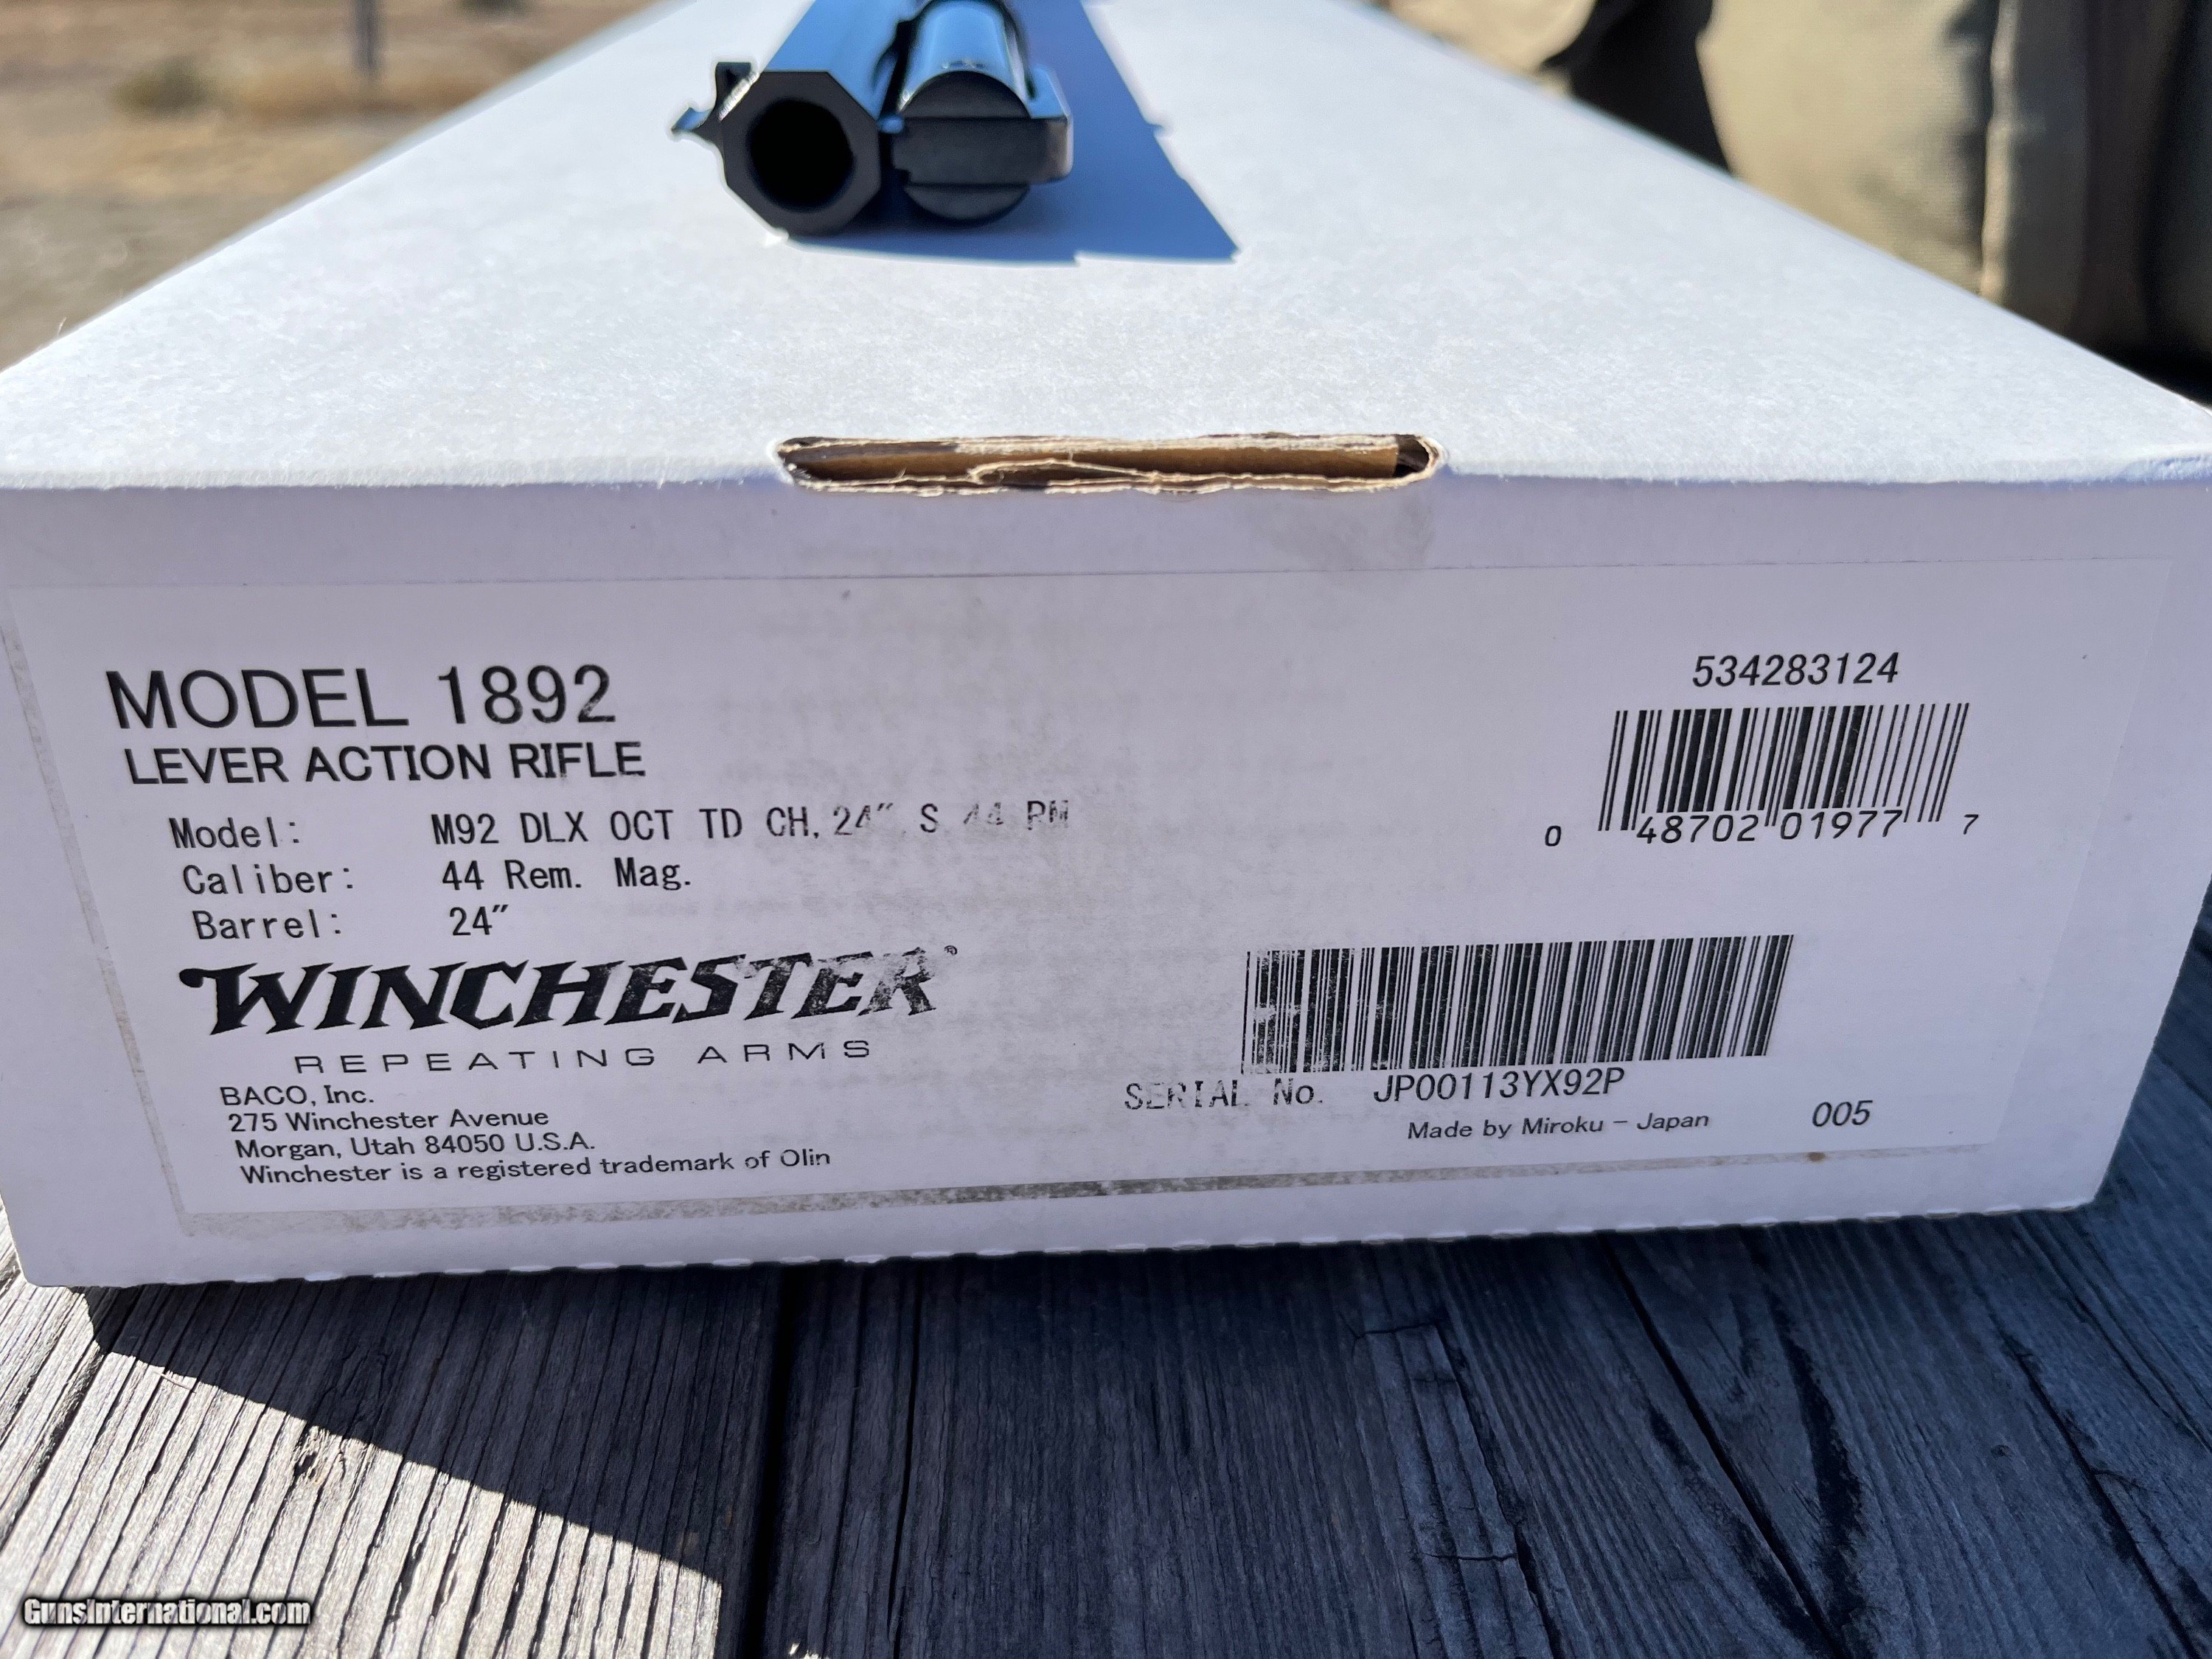 MODEL 1892
LEVER ACTION RIFLE
Model: M92 DLX OCT TD CH, 24" S 44 RM
Caliber: 44 Rem. Mag.
Barrel: 24"
WINCHESTER®
REPEATING ARMS
BACO, Inc.
275 Winchester Avenue
Morgan, Utah 84050 U.S.A.
Winchester is a registered trademark of Olin
534283124
0 48702 01977 7
SERIAL No. JP00113YX92P
Made by Miroku - Japan 005
GunsInternational.com